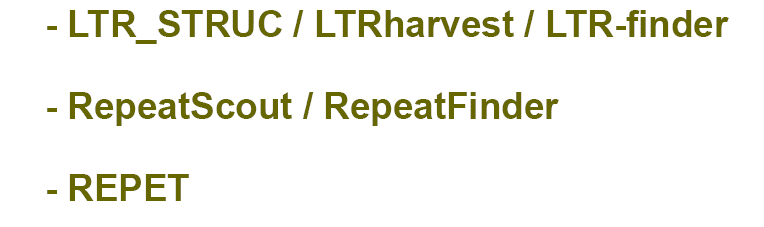 - LTR_STRUC / LTRharvest / LTR-finder
- RepeatScout / RepeatFinder
- REPET